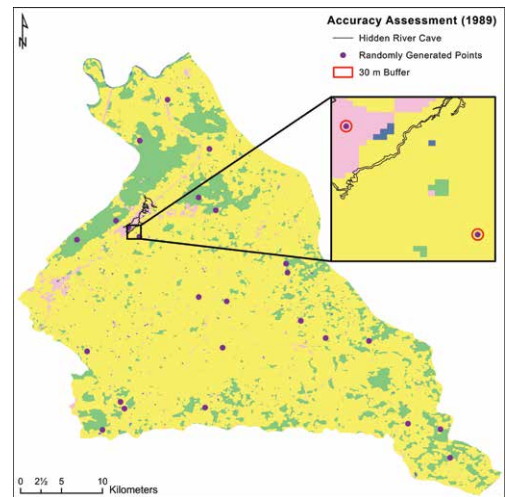 N
Accuracy Assessment (1989)
Hidden River Cave
Randomly Generated Points
30 m Buffer
0 2½ 5 10
Kilometers